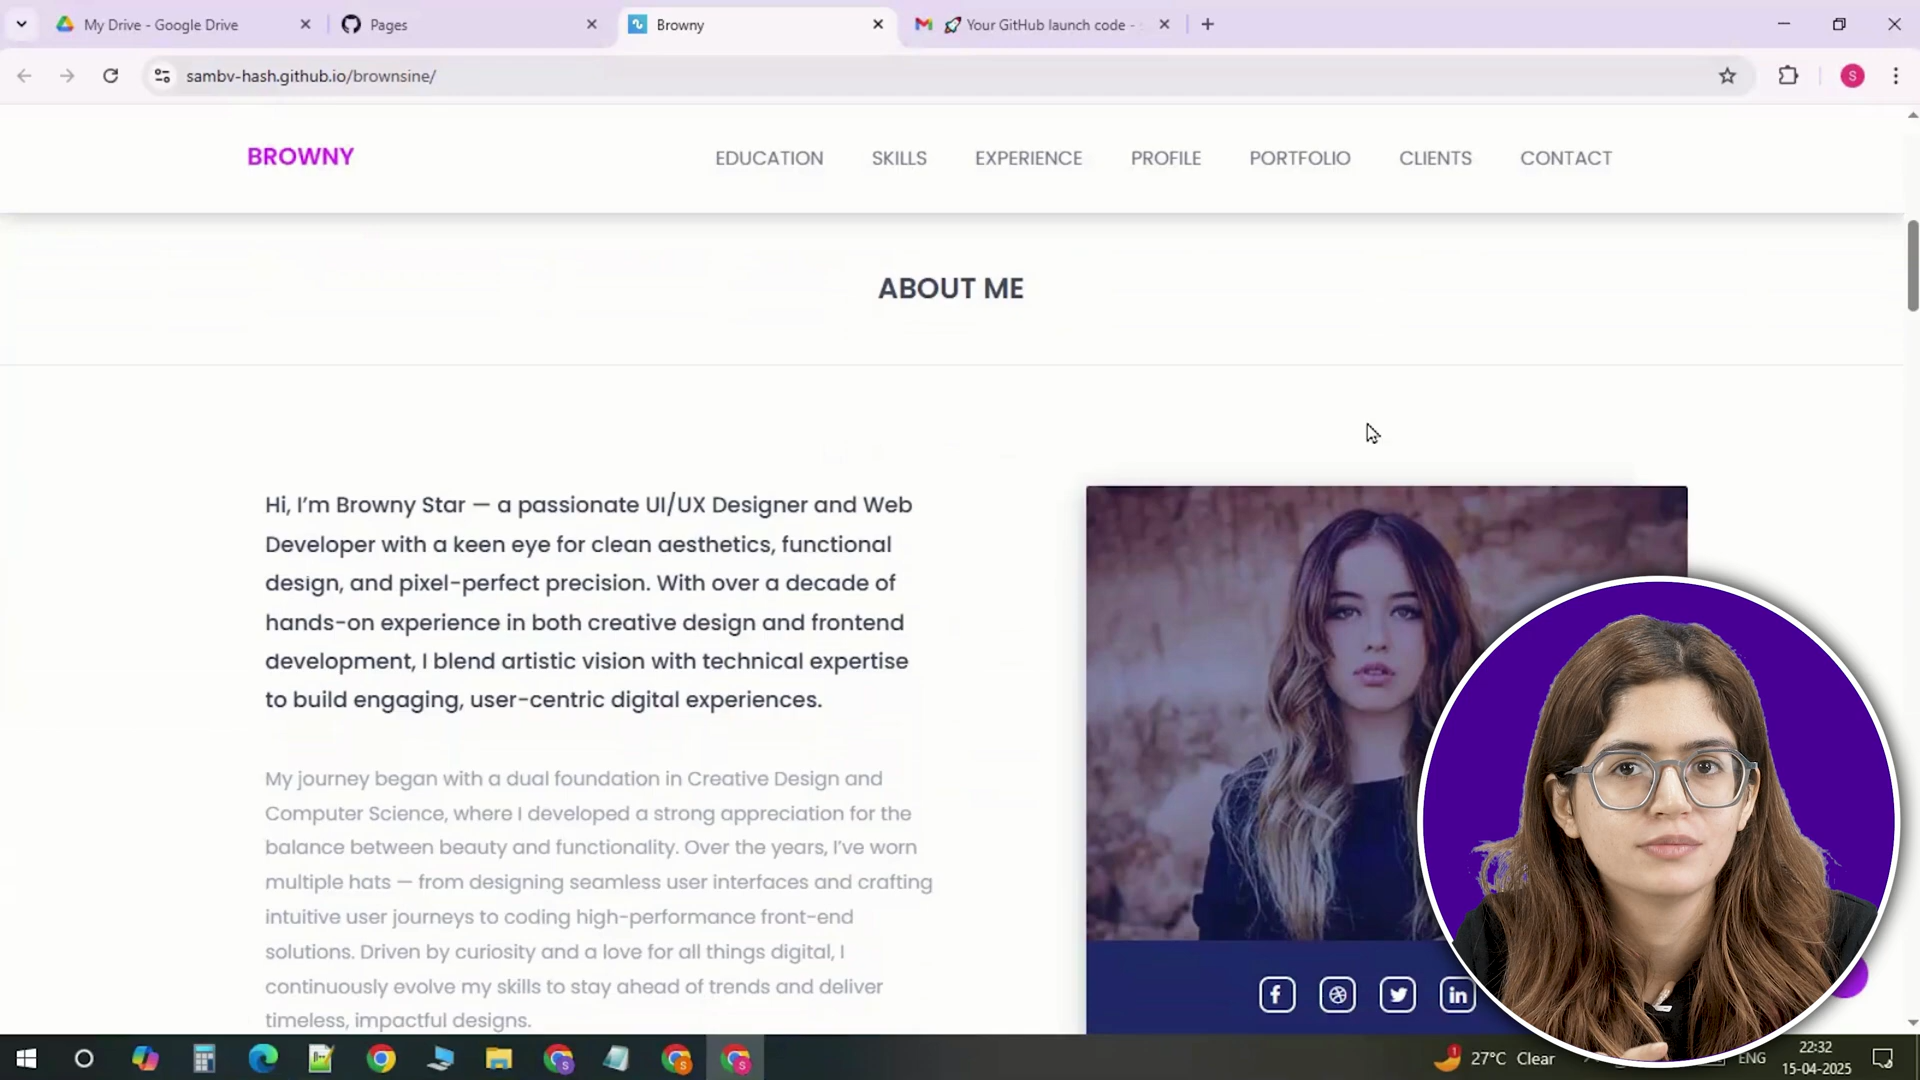 My Drive - Google Drive
Pages
Browny
🚀 Your GitHub launch code -
sambv-hash.github.io/brownsine/
S
BROWNY
EDUCATION
SKILLS
EXPERIENCE
PROFILE
PORTFOLIO
CLIENTS
CONTACT
ABOUT ME
Hi, I’m Browny Star — a passionate UI/UX Designer and Web
Developer with a keen eye for clean aesthetics, functional
design, and pixel-perfect precision. With over a decade of
hands-on experience in both creative design and frontend
development, I blend artistic vision with technical expertise
to build engaging, user-centric digital experiences.
My journey began with a dual foundation in Creative Design and
Computer Science, where I developed a strong appreciation for the
balance between beauty and functionality. Over the years, I’ve worn
multiple hats — from designing seamless user interfaces and crafting
intuitive user journeys to coding high-performance front-end
solutions. Driven by curiosity and a love for all things digital, I
continuously evolve my skills to stay ahead of trends and deliver
timeless, impactful designs.
27°C Clear
ENG
22:32
15-04-2025